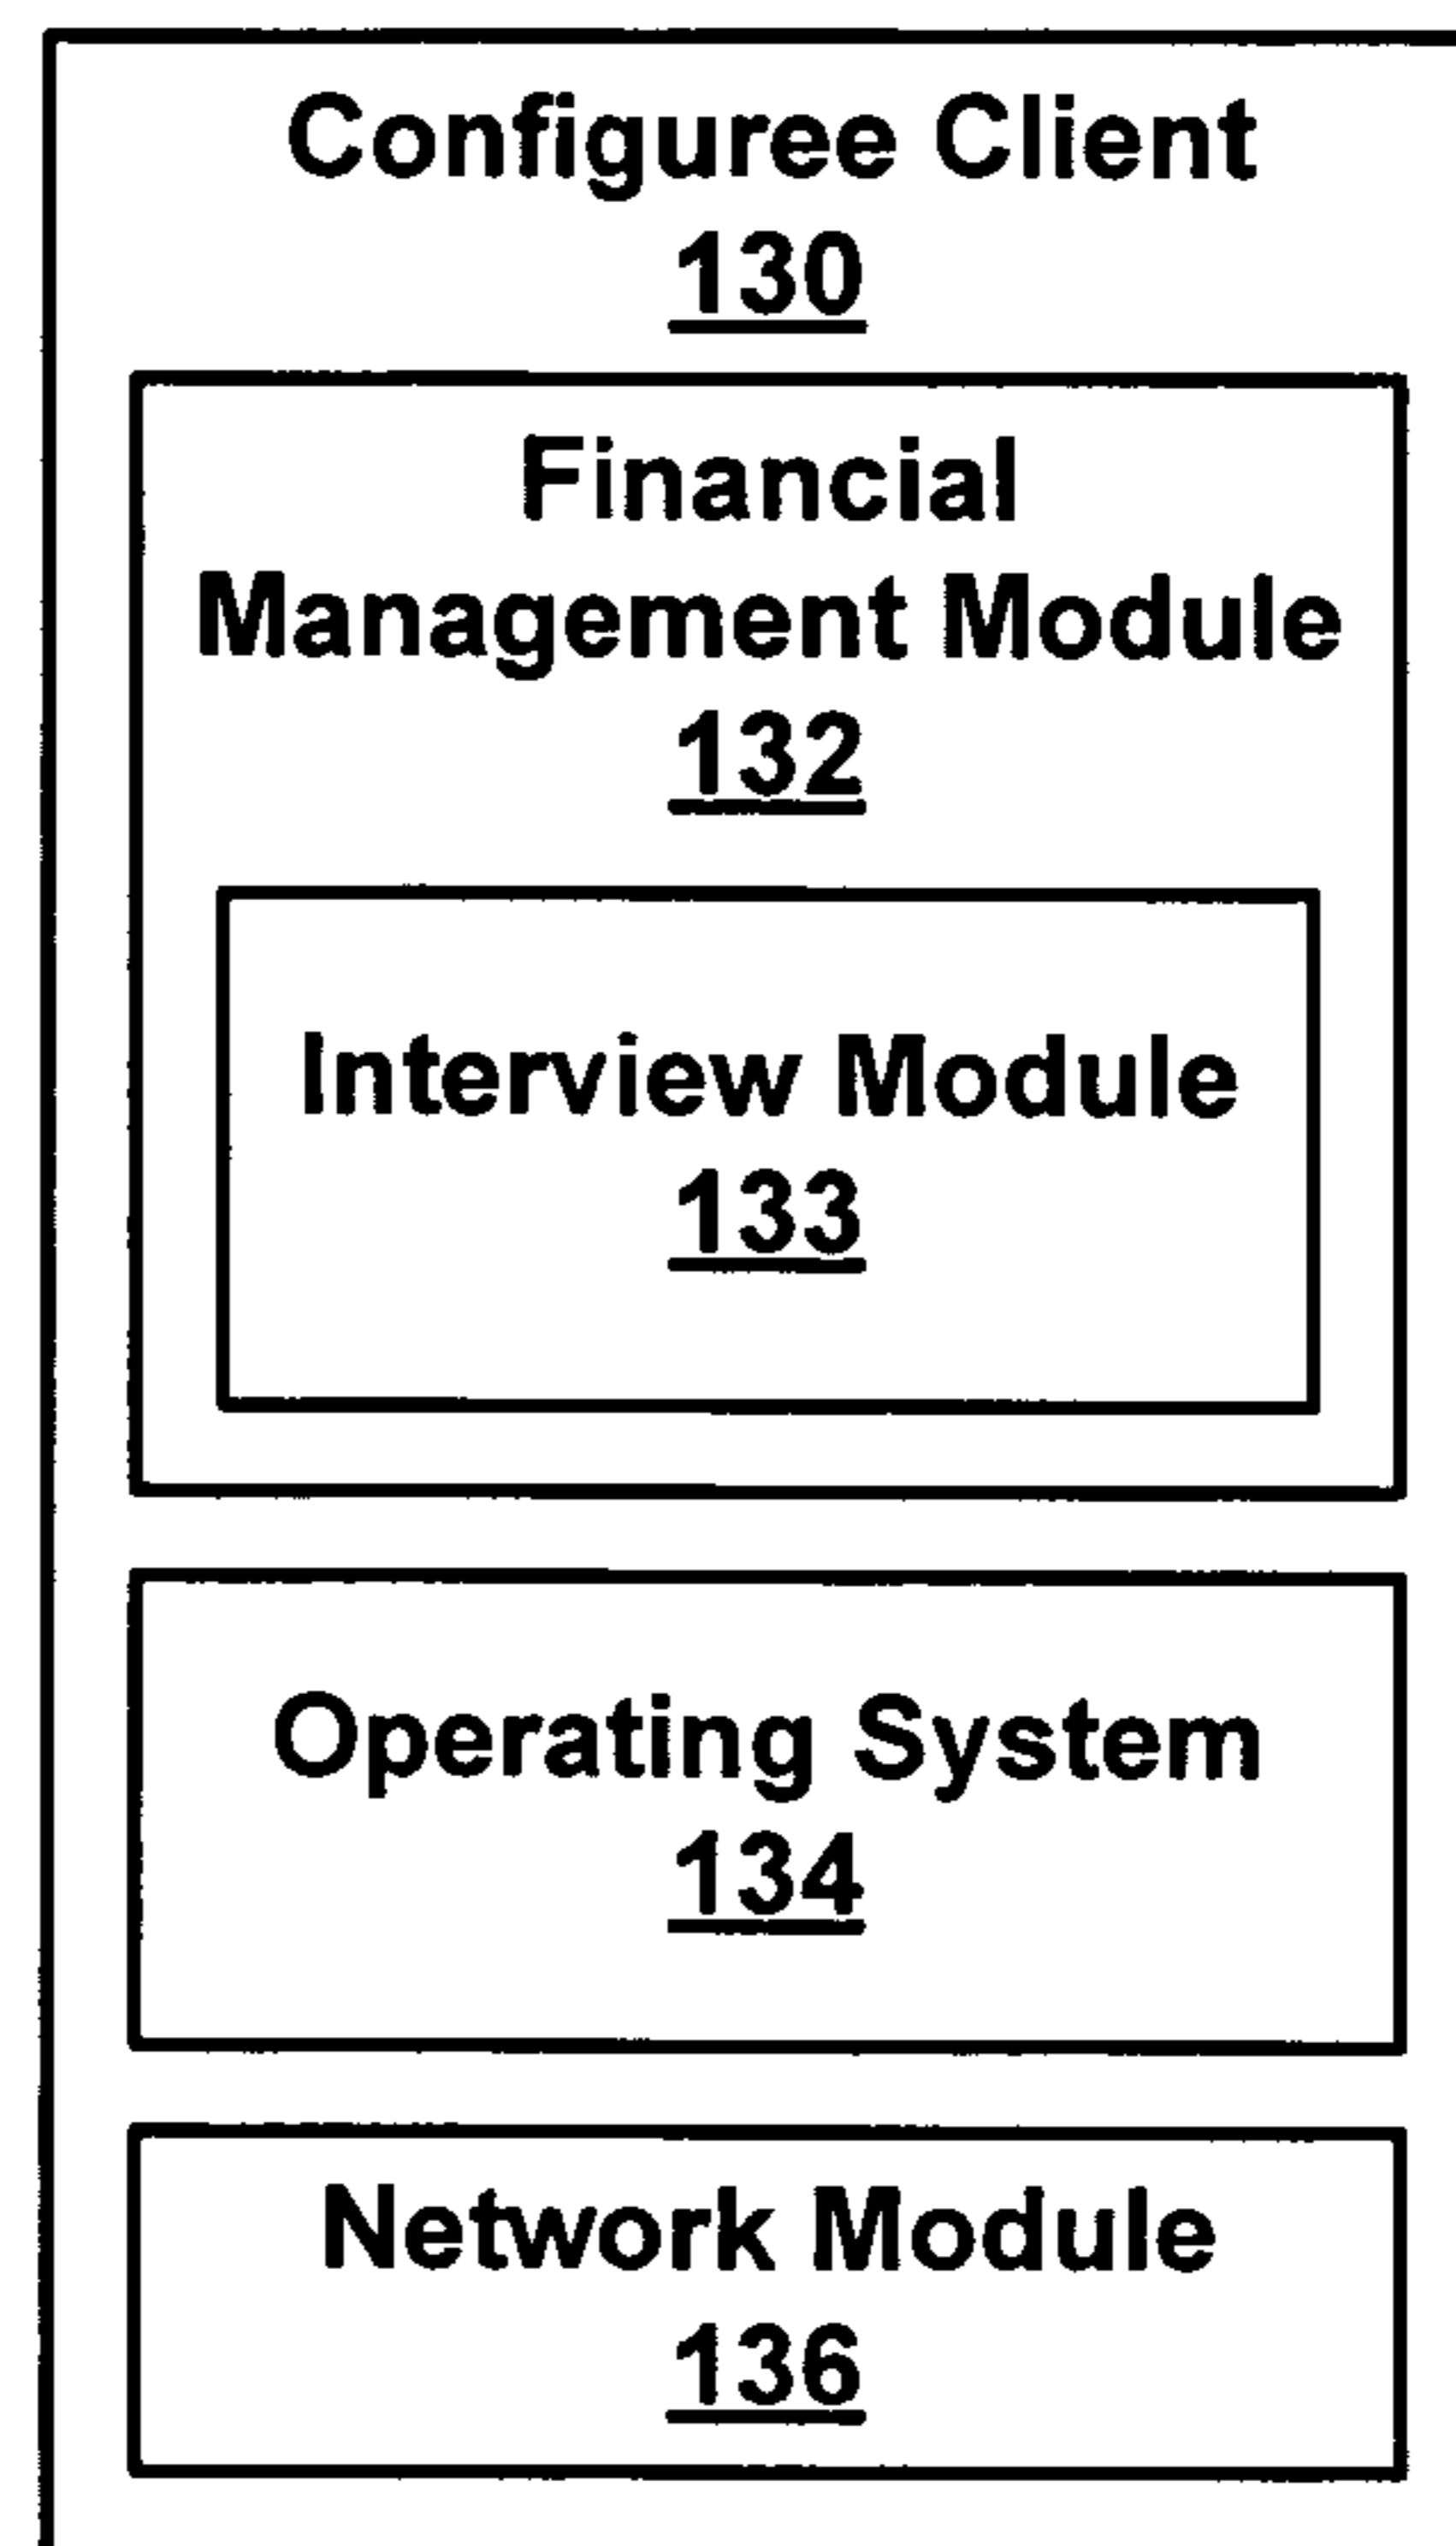 Configuree Client
130
Financial
Management Module
132
Interview Module
133
Operating System
134
Network Module
136